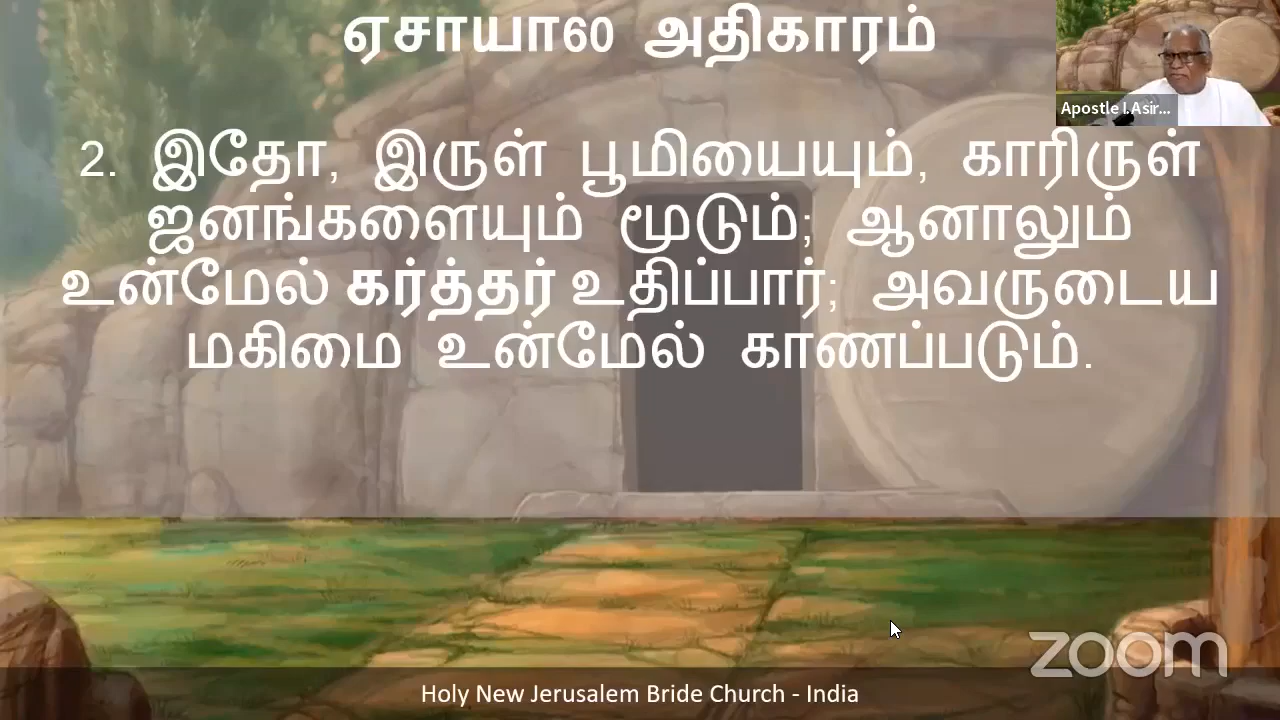 ஏசாயா60 அதிகாரம்
Apostle I.Asir...
2. இதோ, இருள் பூமியையும், காரிருள்
ஜனங்களையும் மூடும்; ஆனாலும்
உன்மேல் கர்த்தர் உதிப்பார்; அவருடைய
மகிமை உன்மேல் காணப்படும்.
zoom
Holy New Jerusalem Bride Church - India